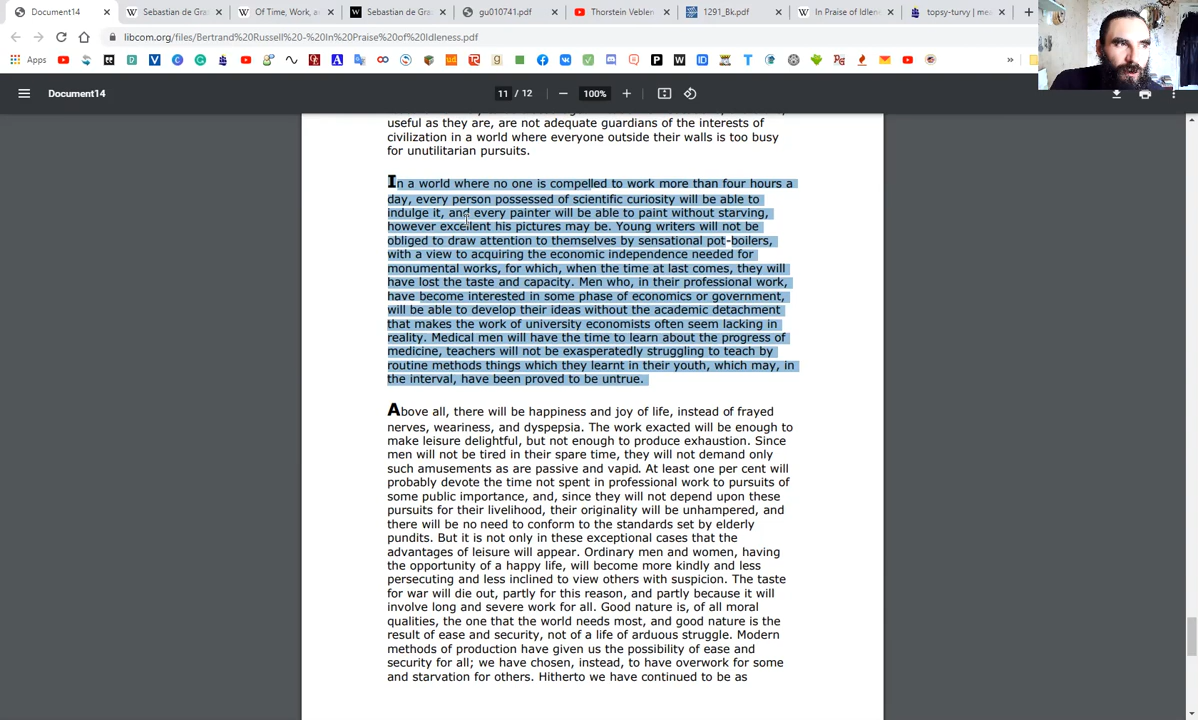 Document14
Sebastian de Gra
Of Time, Work, a
Sebastian de Gra
gu010741.pdf
Thorstein Veblen
1291_Bk.pdf
In Praise of Idlen
topsy-turvy | mea
libcom.org/files/Bertrand%20Russell%20-%20In%20Praise%20of%20Idleness.pdf
Apps
Document14
11 / 12
100%
useful as they are, are not adequate guardians of the interests of
civilization in a world where everyone outside their walls is too busy
for unutilitarian pursuits.
In a world where no one is compelled to work more than four hours a
day, every person possessed of scientific curiosity will be able to
indulge it, and every painter will be able to paint without starving,
however excellent his pictures may be. Young writers will not be
obliged to draw attention to themselves by sensational pot-boilers,
with a view to acquiring the economic independence needed for
monumental works, for which, when the time at last comes, they will
have lost the taste and capacity. Men who, in their professional work,
have become interested in some phase of economics or government,
will be able to develop their ideas without the academic detachment
that makes the work of university economists often seem lacking in
reality. Medical men will have the time to learn about the progress of
medicine, teachers will not be exasperatedly struggling to teach by
routine methods things which they learnt in their youth, which may, in
the interval, have been proved to be untrue.
Above all, there will be happiness and joy of life, instead of frayed
nerves, weariness, and dyspepsia. The work exacted will be enough to
make leisure delightful, but not enough to produce exhaustion. Since
men will not be tired in their spare time, they will not demand only
such amusements as are passive and vapid. At least one per cent will
probably devote the time not spent in professional work to pursuits of
some public importance, and, since they will not depend upon these
pursuits for their livelihood, their originality will be unhampered, and
there will be no need to conform to the standards set by elderly
pundits. But it is not only in these exceptional cases that the
advantages of leisure will appear. Ordinary men and women, having
the opportunity of a happy life, will become more kindly and less
persecuting and less inclined to view others with suspicion. The taste
for war will die out, partly for this reason, and partly because it will
involve long and severe work for all. Good nature is, of all moral
qualities, the one that the world needs most, and good nature is the
result of ease and security, not of a life of arduous struggle. Modern
methods of production have given us the possibility of ease and
security for all; we have chosen, instead, to have overwork for some
and starvation for others. Hitherto we have continued to be as